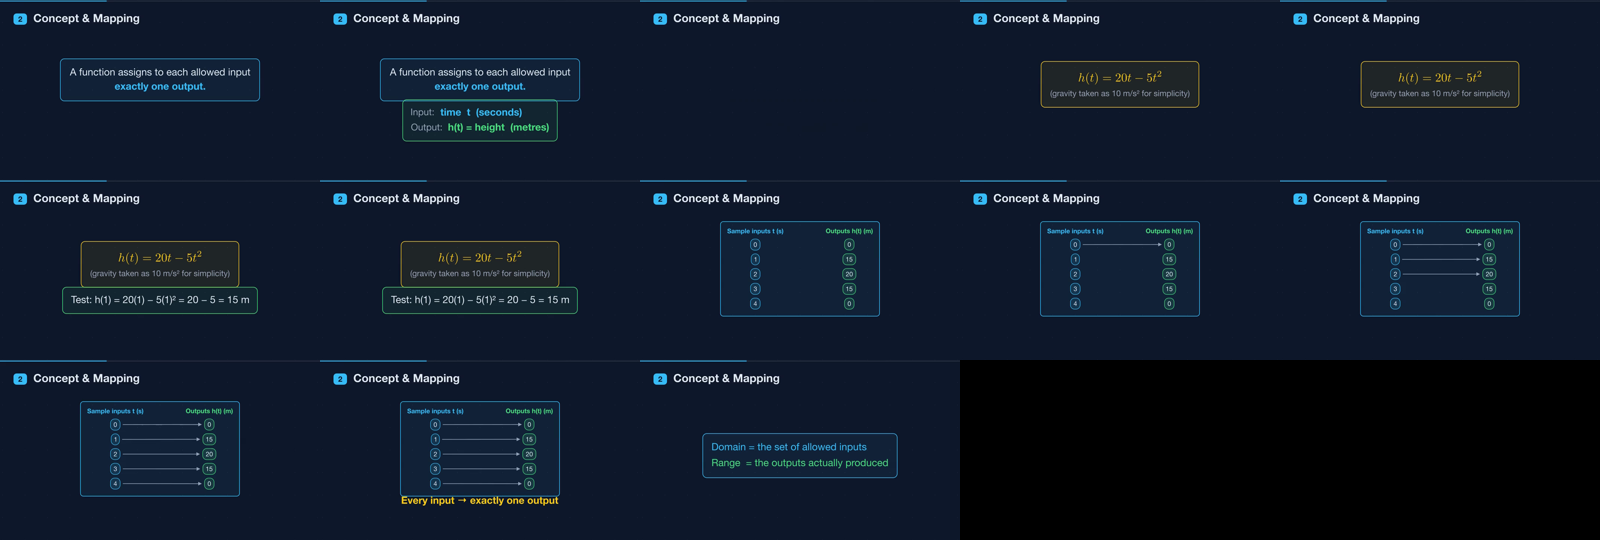 2 Concept & Mapping
A function assigns to each allowed input
exactly one output.
2 Concept & Mapping
A function assigns to each allowed input
exactly one output.
Input: time t (seconds)
Output: h(t) = height (metres)
2 Concept & Mapping
2 Concept & Mapping
h(t) = 20t − 5t²
(gravity taken as 10 m/s² for simplicity)
2 Concept & Mapping
h(t) = 20t − 5t²
(gravity taken as 10 m/s² for simplicity)
2 Concept & Mapping
h(t) = 20t − 5t²
(gravity taken as 10 m/s² for simplicity)
Test: h(1) = 20(1) − 5(1)² = 20 − 5 = 15 m
2 Concept & Mapping
h(t) = 20t − 5t²
(gravity taken as 10 m/s² for simplicity)
Test: h(1) = 20(1) − 5(1)² = 20 − 5 = 15 m
2 Concept & Mapping
Sample inputs t (s) Outputs h(t) (m)
0 0
1 15
2 20
3 15
4 0
2 Concept & Mapping
Sample inputs t (s) Outputs h(t) (m)
0 0
1 15
2 20
3 15
4 0
2 Concept & Mapping
Sample inputs t (s) Outputs h(t) (m)
0 0
1 15
2 20
3 15
4 0
2 Concept & Mapping
Sample inputs t (s) Outputs h(t) (m)
0 0
1 15
2 20
3 15
4 0
2 Concept & Mapping
Sample inputs t (s) Outputs h(t) (m)
0 0
1 15
2 20
3 15
4 0
Every input → exactly one output
2 Concept & Mapping
Domain = the set of allowed inputs
Range = the outputs actually produced